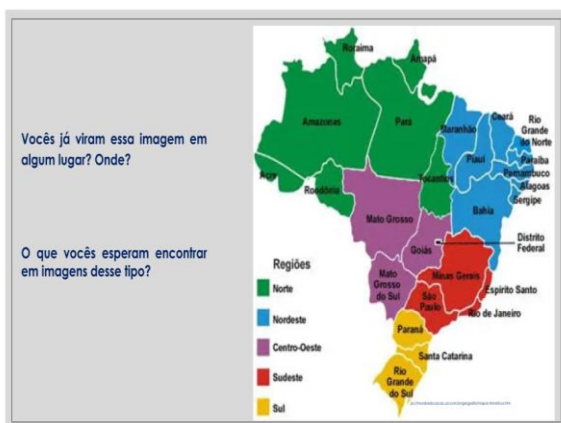 Vocês já viram essa imagem em
algum lugar? Onde?
O que vocês esperam encontrar
em imagens desse tipo?
Roraima
Amapá
Amazonas
Pará
Maranhão
Ceará
Rio
Grande
do Norte
Paraíba
Piauí
Pernambuco
Alagoas
Sergipe
Acre
Rondônia
Tocantins
Mato Grosso
Bahia
Distrito
Federal
Goiás
Minas Gerais
Mato
Grosso
do Sul
Espírito Santo
São
Paulo
Rio de Janeiro
Paraná
Santa Catarina
Rio
Grande
do Sul
Regiões
Norte
Nordeste
Centro-Oeste
Sudeste
Sul